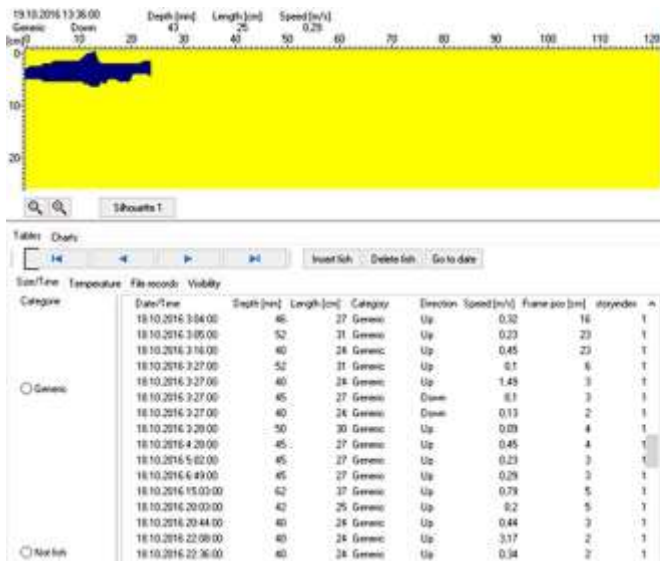 19.10.2016 13:36:00 Depth [mm] Length [cm] Speed [m/s]
Generic Down 43 25 0.29
[cm] 0 10 20 30 40 50 60 70 80 90 100 110 120
0
10
20
Silhouette 1
Tables Charts
Insert fish Delete fish Go to date
Size/Time Temperature File records Visibility
Categorie Date/Time Depth [mm] Length [cm] Category Direction Speed [m/s] Frame pos [cm]
18.10.2016 3:04:00 46 27 Generic Up 0,32 16 1
18.10.2016 3:05:00 52 31 Generic Up 0,23 23 1
18.10.2016 3:16:00 40 24 Generic Up 0,45 23 1
18.10.2016 3:27:00 52 31 Generic Up 0,1 6 1
18.10.2016 3:27:00 40 24 Generic Up 1,49 3 1
Generic
18.10.2016 3:27:00 45 27 Generic Down 0,1 3 1
18.10.2016 3:27:00 40 24 Generic Down 0,13 2 1
18.10.2016 3:28:00 50 30 Generic Up 0,09 4 1
18.10.2016 4:20:00 45 27 Generic Up 0,45 4 1
18.10.2016 5:02:00 45 27 Generic Up 0,23 3 1
18.10.2016 6:49:00 45 27 Generic Up 0,29 3 1
18.10.2016 15:03:00 62 37 Generic Up 0,79 5 1
18.10.2016 20:03:00 42 25 Generic Up 0,2 5 1
18.10.2016 20:44:00 40 24 Generic Up 0,44 3 1
18.10.2016 22:08:00 40 24 Generic Up 3,17 2 1
Not fish 18.10.2016 22:36:00 40 24 Generic Up 0,34 2 1